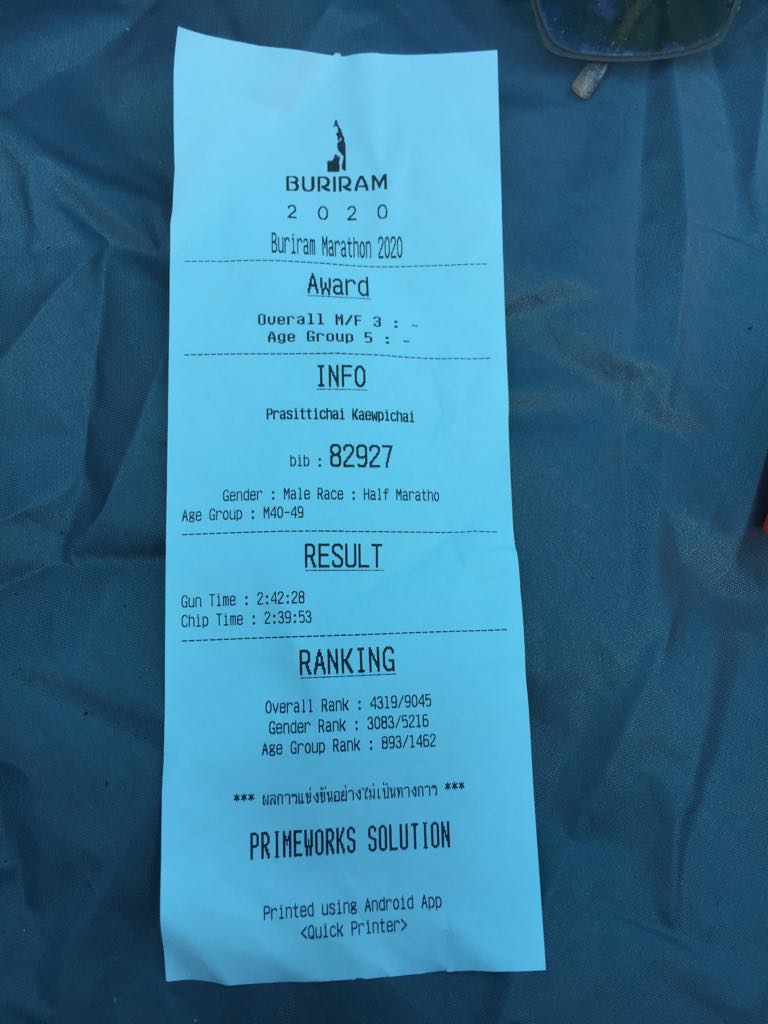 BURIRAM
2020
Buriram Marathon 2020
Award
Overall M/F 3 : -
Age Group 5 : -
INFO
Prasittichai Kaewpichai
bib : 82927
Gender : Male Race : Half Maratho
Age Group : M40-49
RESULT
Gun Time : 2:42:28
Chip Time : 2:39:53
RANKING
Overall Rank : 4319/9045
Gender Rank : 3083/5216
Age Group Rank : 893/1462
*** ผลการแข่งขันอย่างไม่เป็นทางการ ***
PRIMEWORKS SOLUTION
Printed using Android App
<Quick Printer>